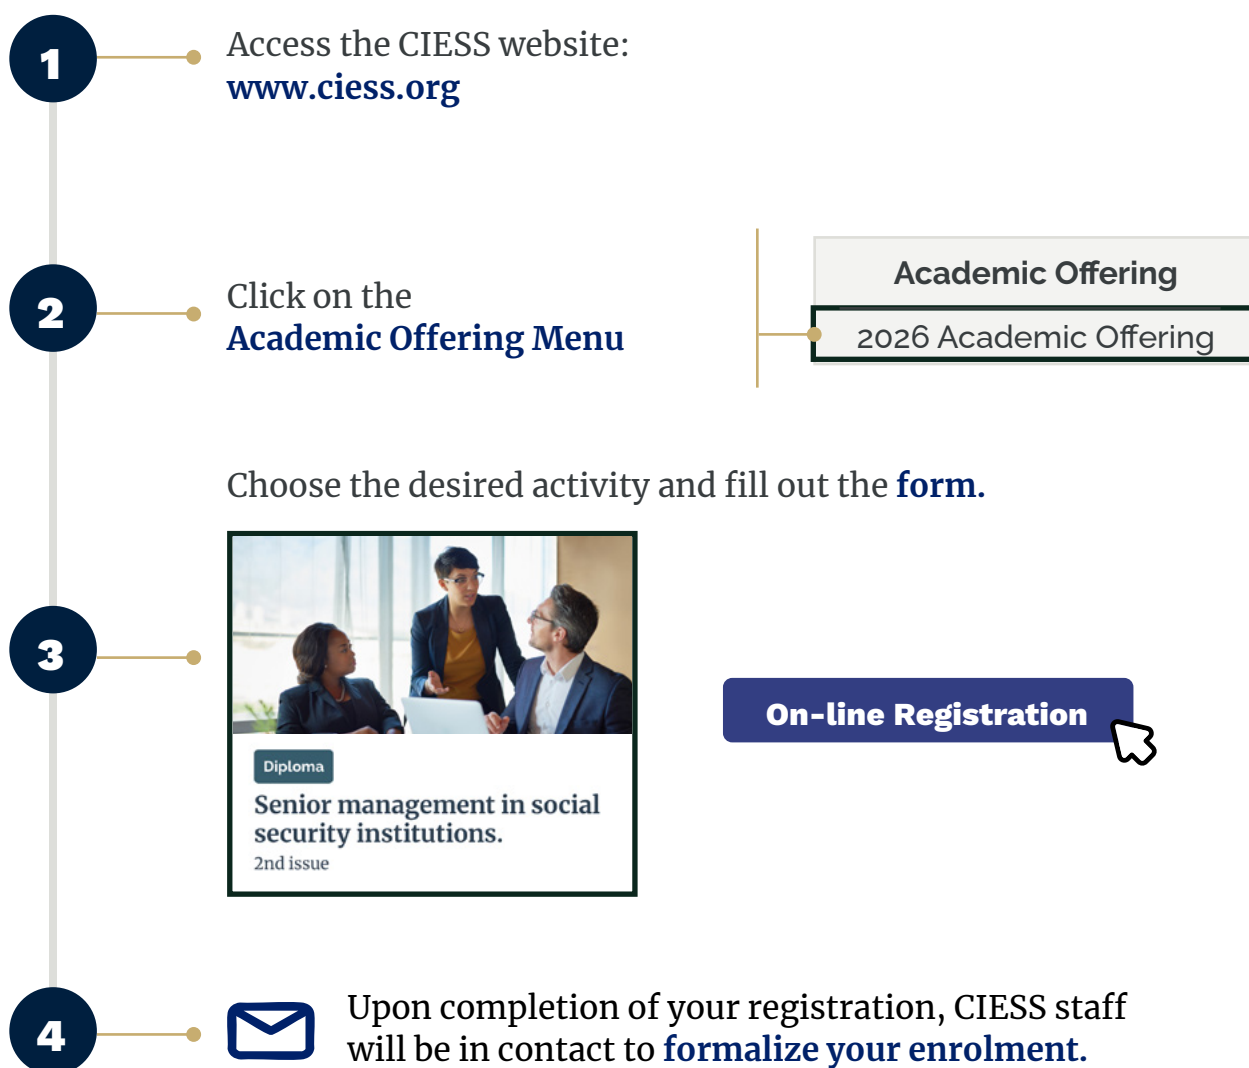 1
Access the CIESS website:
www.ciess.org
2
Click on the
Academic Offering Menu
Academic Offering
2026 Academic Offering
Choose the desired activity and fill out the form.
3
Diploma
Senior management in social
security institutions.
2nd issue
On-line Registration
4
Upon completion of your registration, CIESS staff
will be in contact to formalize your enrolment.